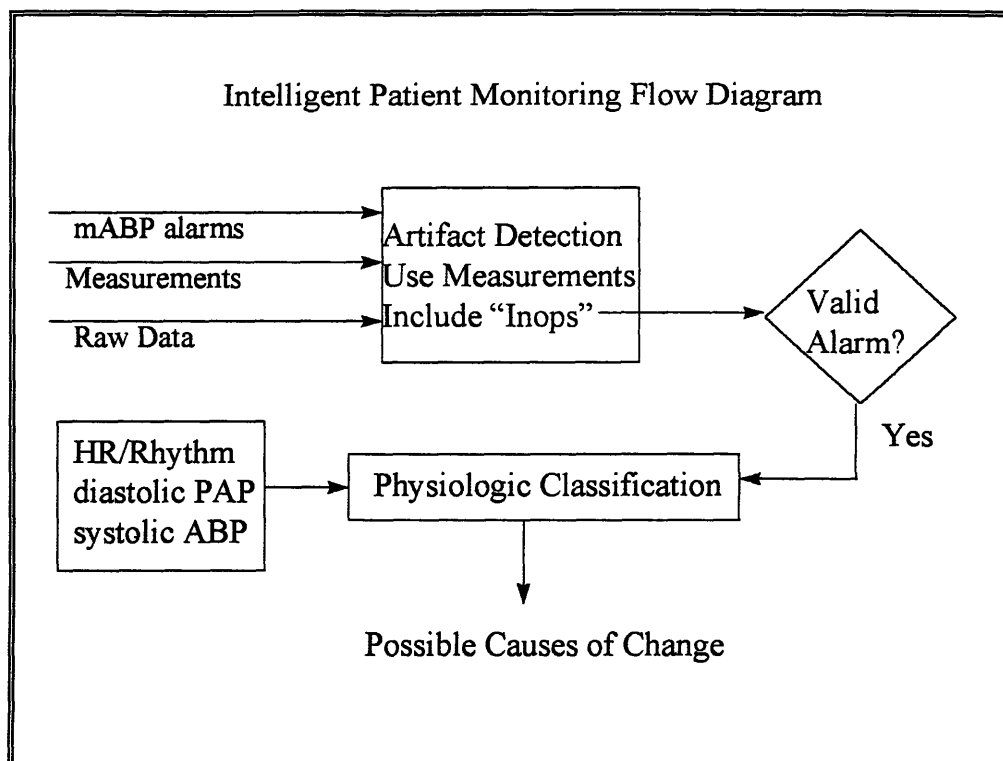 Intelligent Patient Monitoring Flow Diagram
mABP alarms
Measurements
Raw Data
Artifact Detection
Use Measurements
Include “Inops”
Valid
Alarm?
Yes
HR/Rhythm
diastolic PAP
systolic ABP
Physiologic Classification
Possible Causes of Change